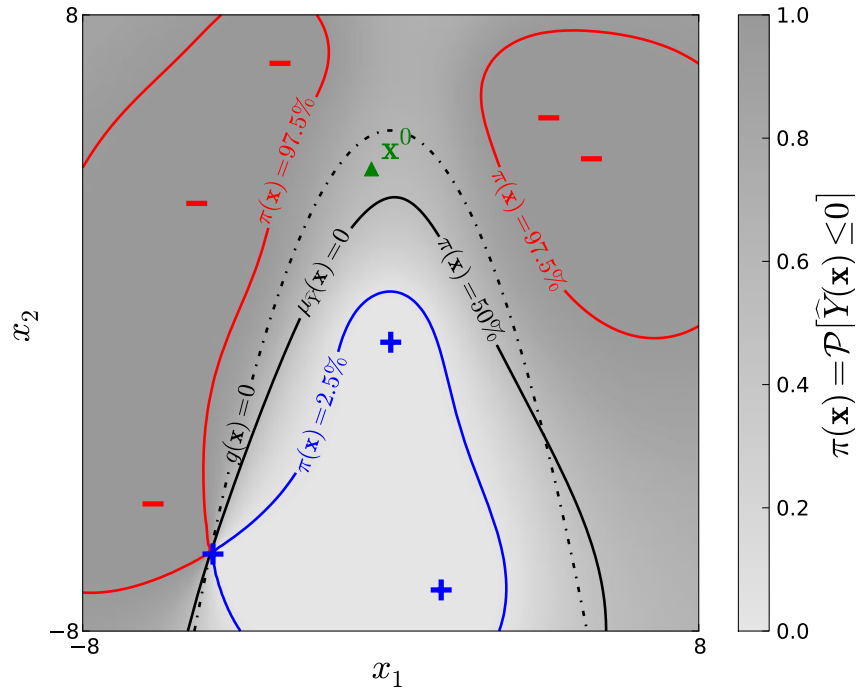 8
1.0
x⁰
π(x)=97.5%
π(x)=97.5%
0.8
μ_Ŷ(x)=0
π(x)=50%
0.6
x₂
π(x)=𝒫[Ŷ(x)≤0]
π(x)=2.5%
g(x)=0
0.4
0.2
−8
0.0
−8
8
x₁